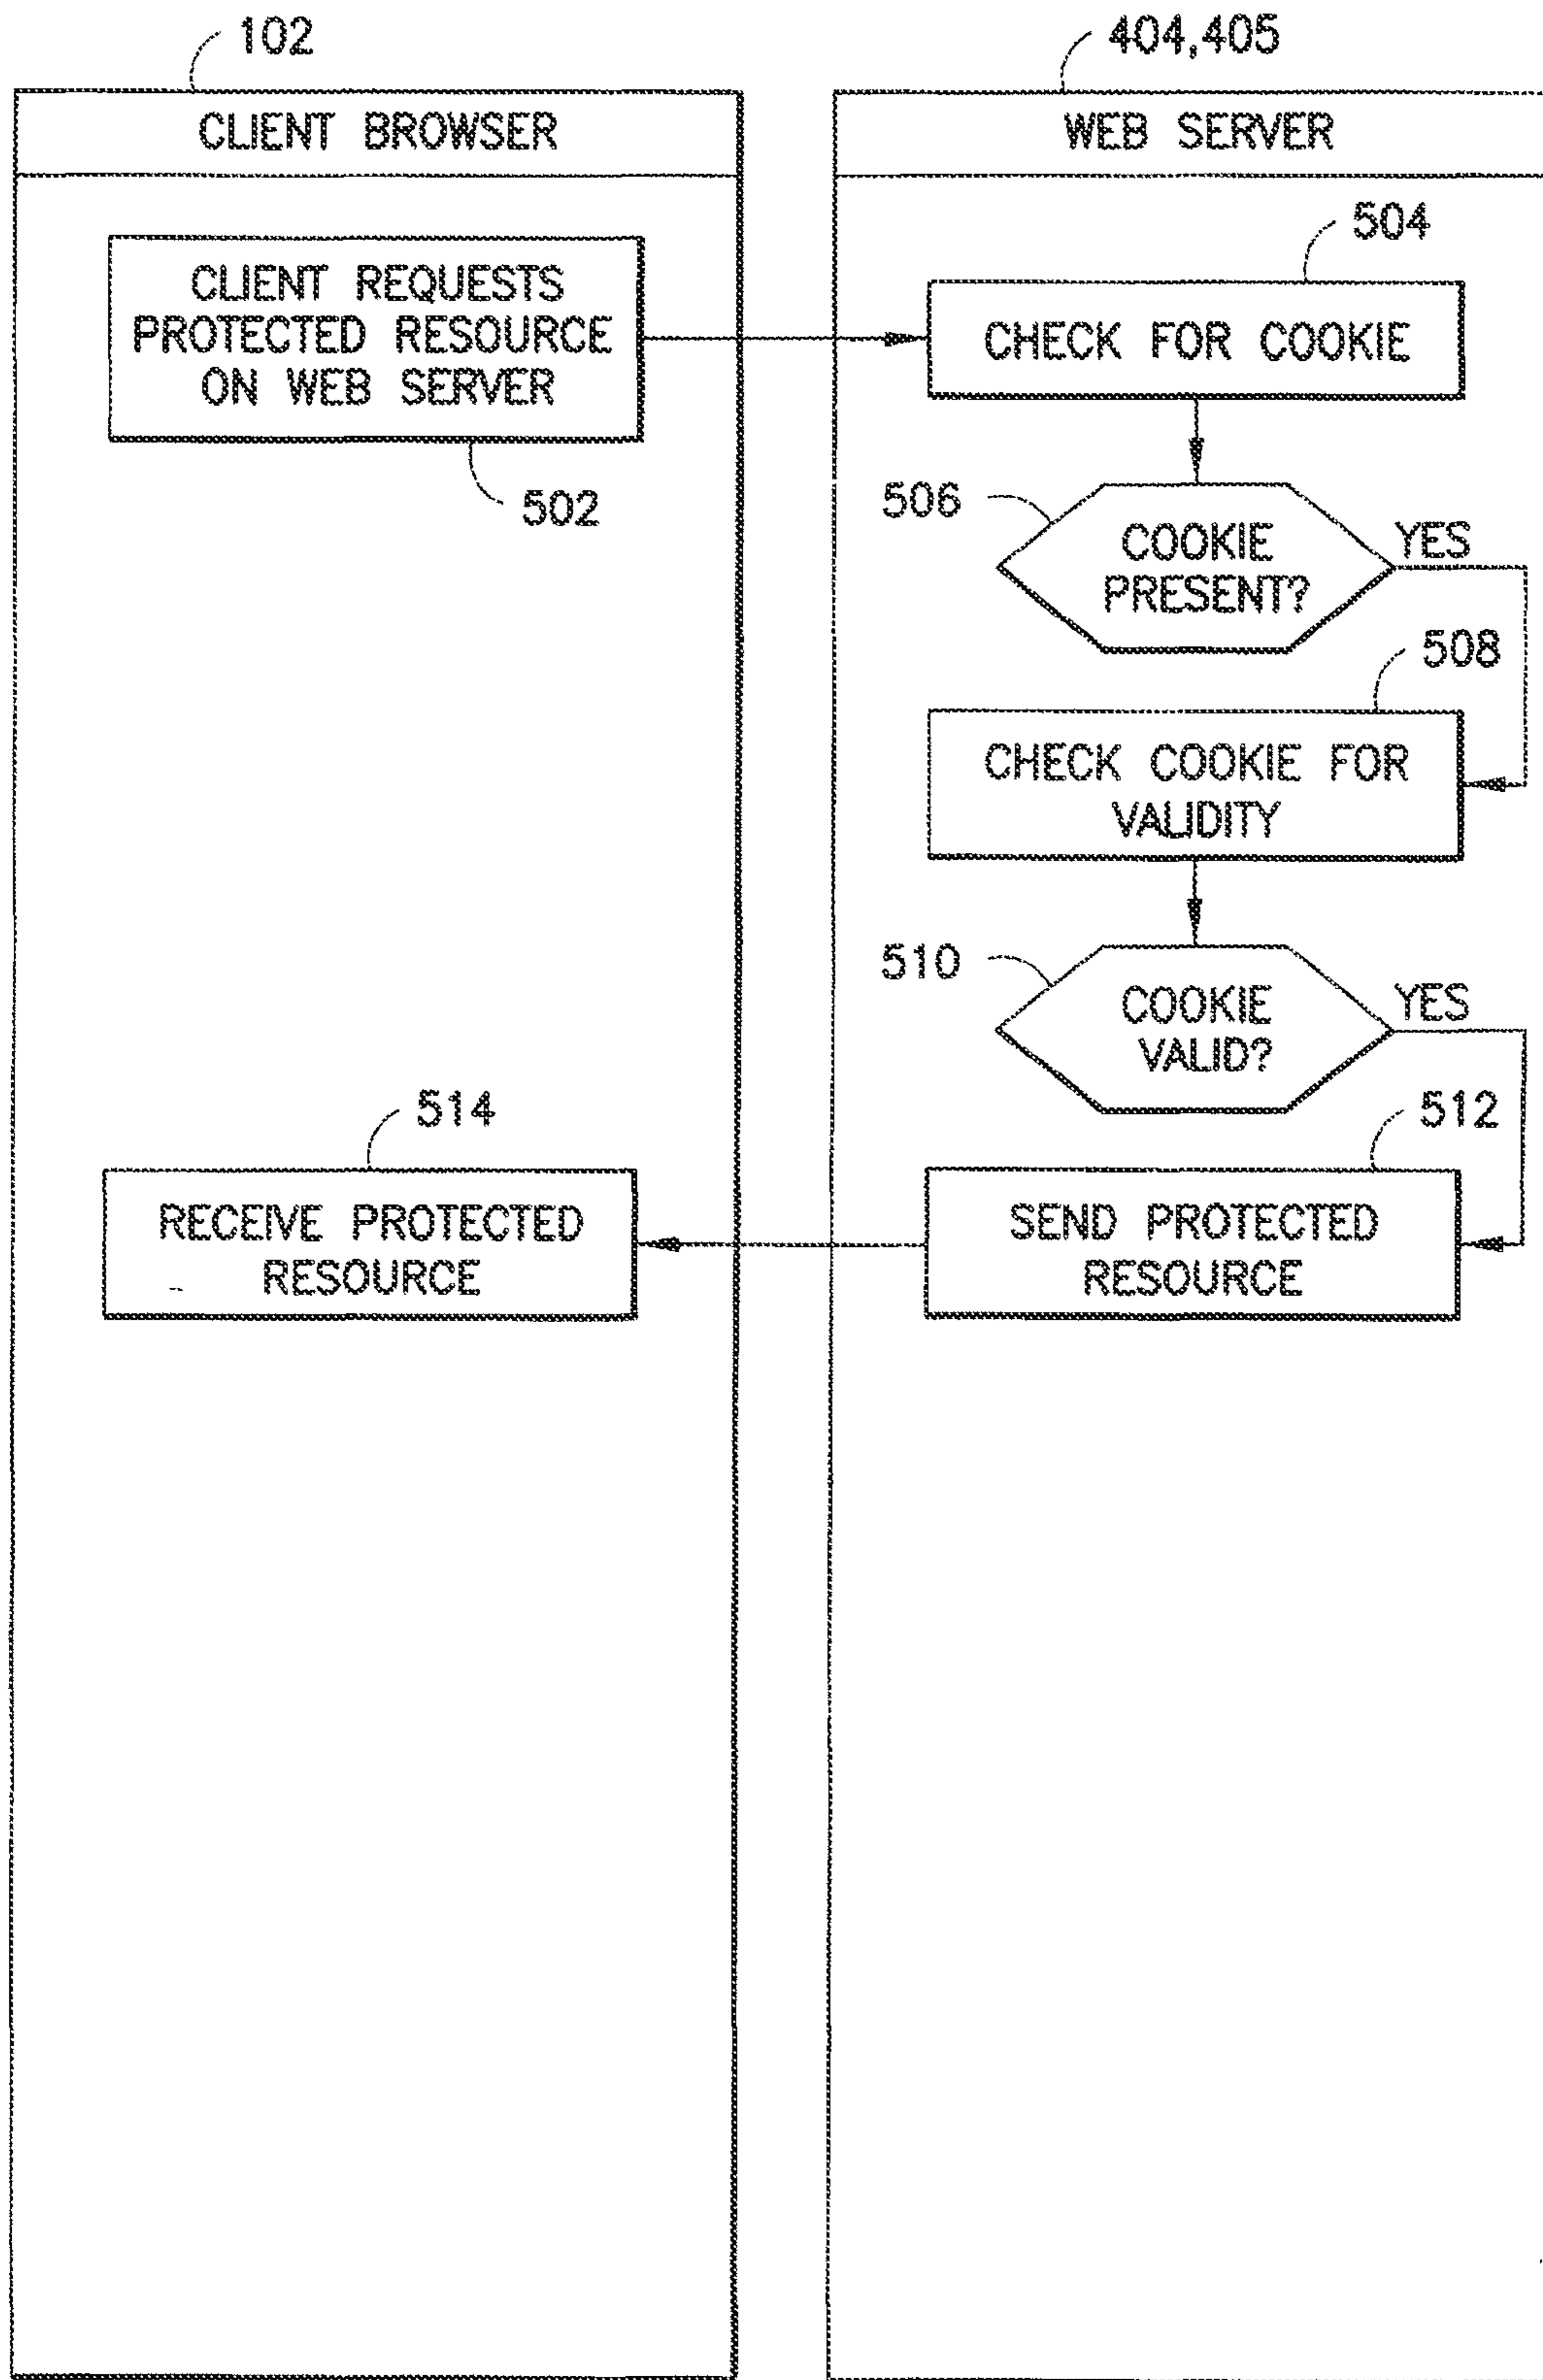 102
CLIENT BROWSER
404,405
WEB SERVER
CLIENT REQUESTS
PROTECTED RESOURCE
ON WEB SERVER
502
504
CHECK FOR COOKIE
506
COOKIE
PRESENT?
YES
508
CHECK COOKIE FOR
VALIDITY
510
COOKIE
VALID?
YES
512
SEND PROTECTED
RESOURCE
514
RECEIVE PROTECTED
RESOURCE